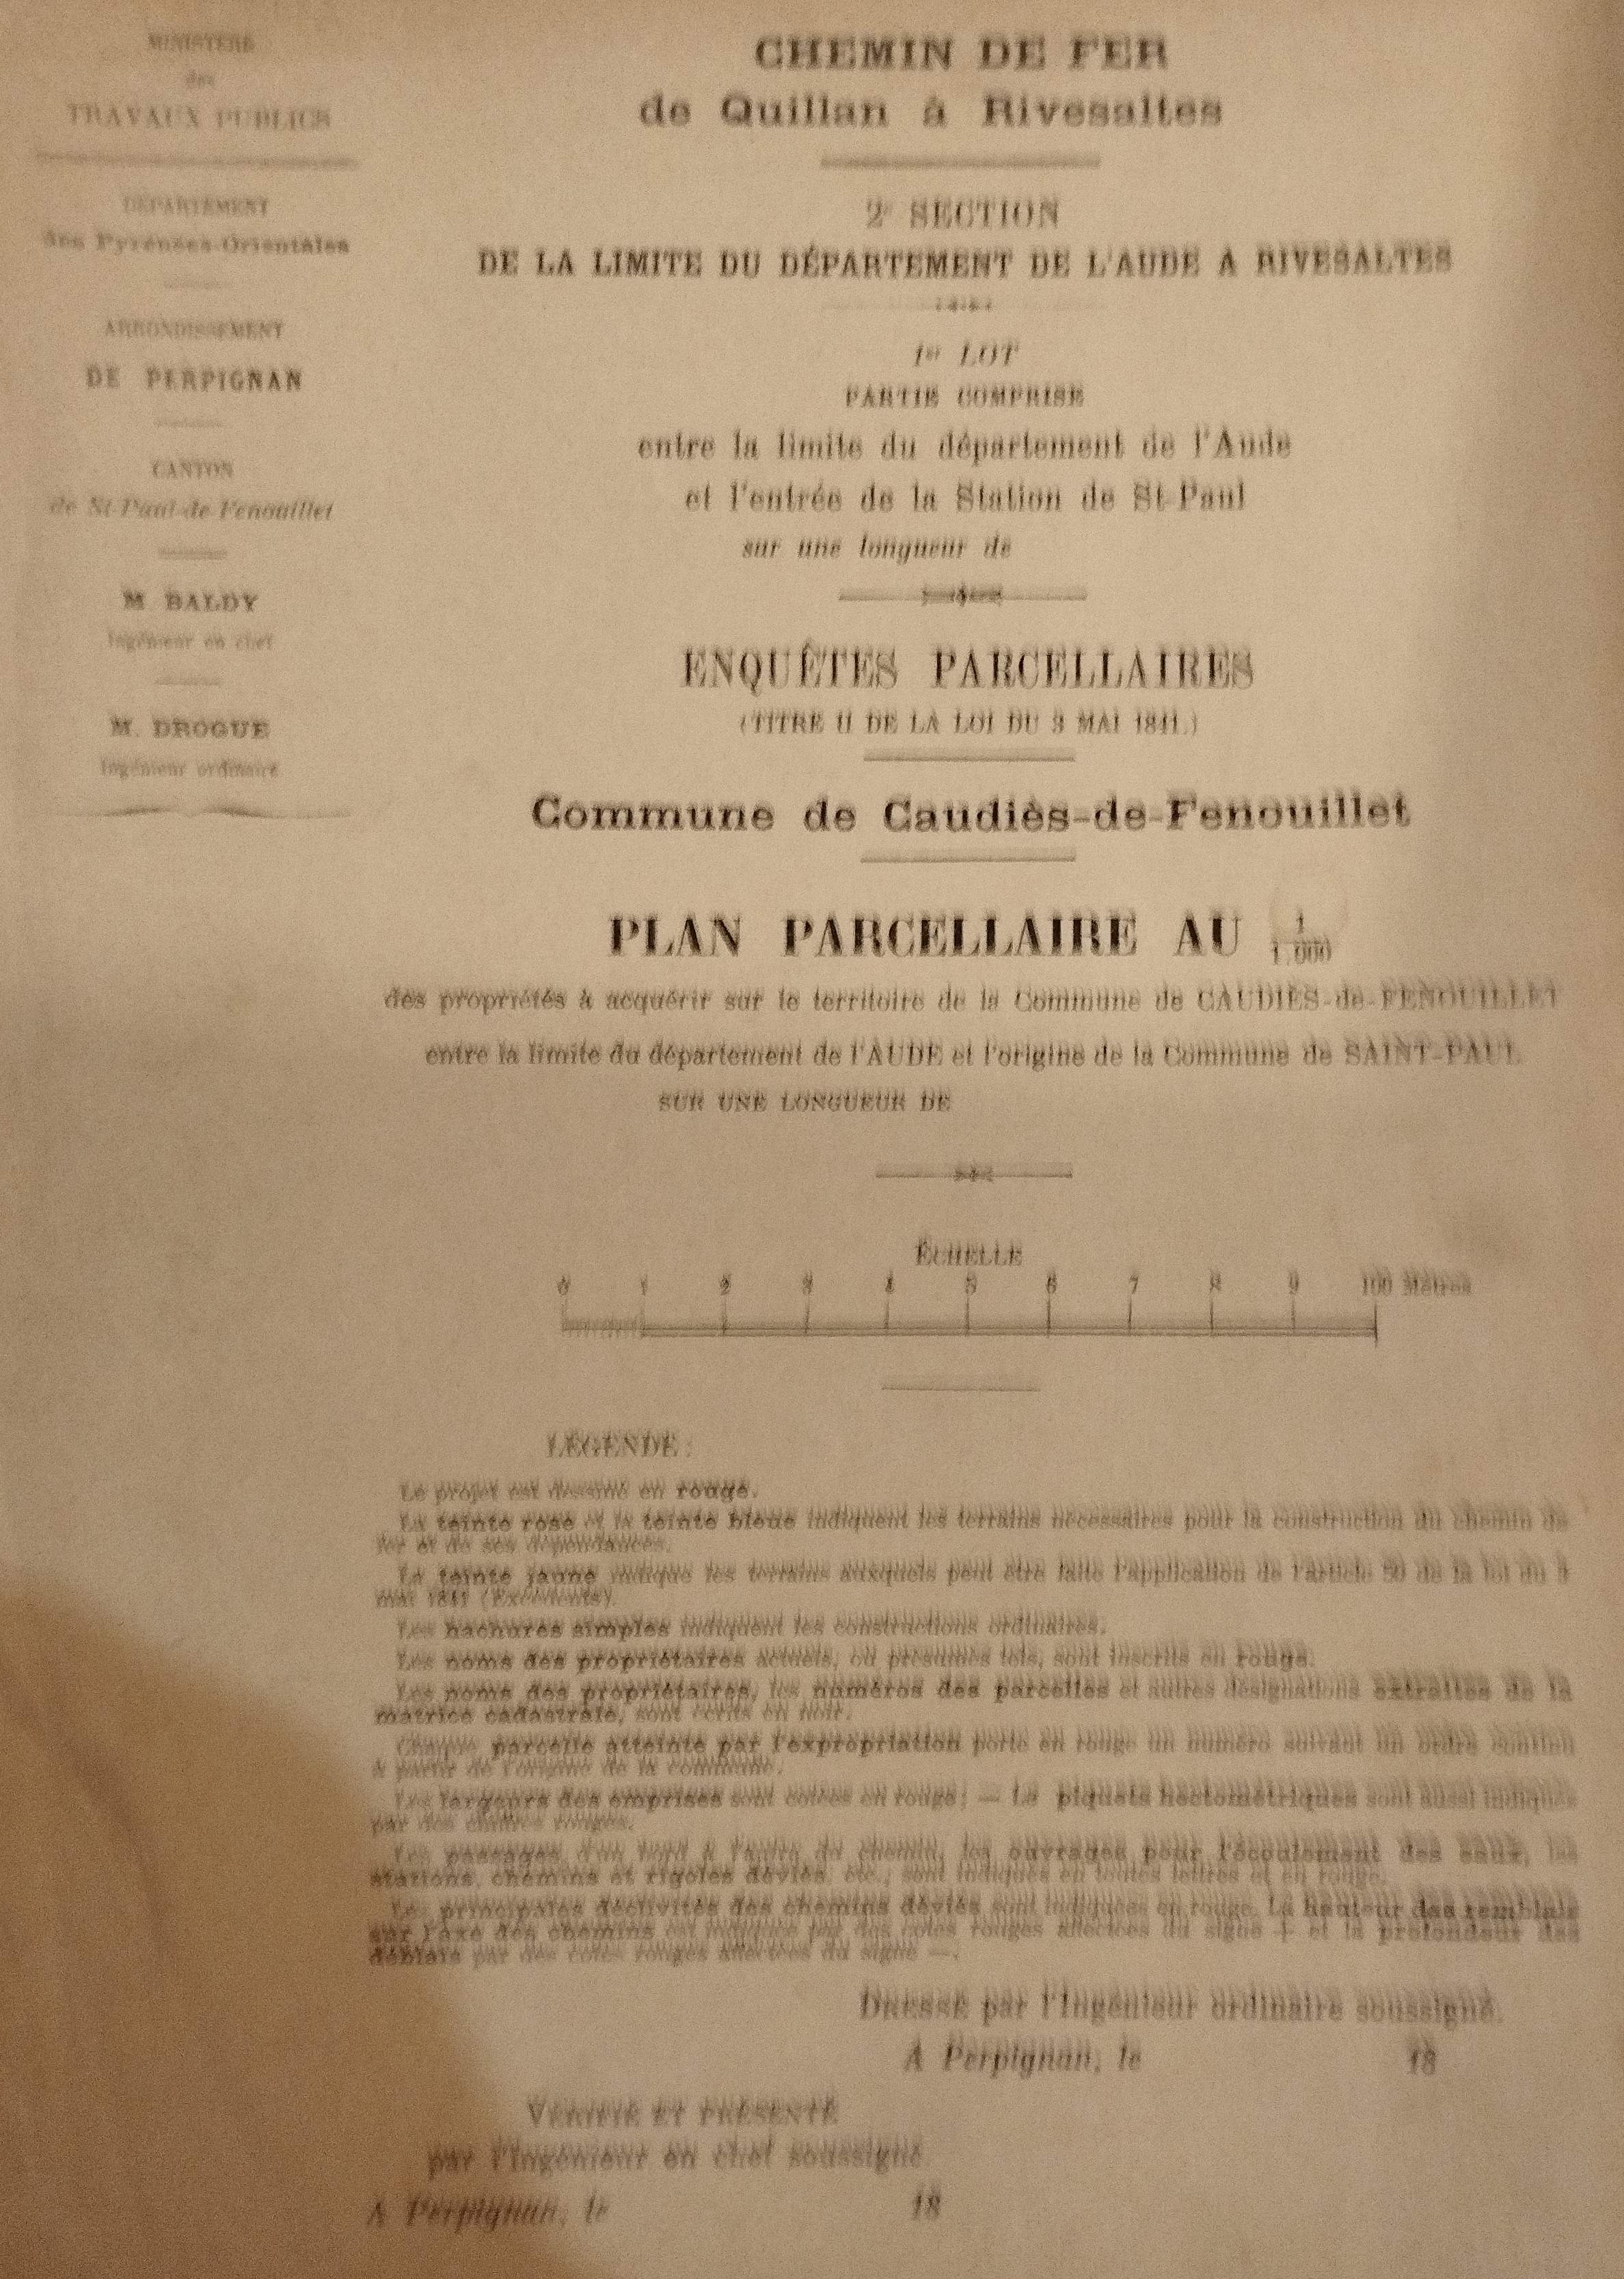 MINISTÈRE
des
TRAVAUX PUBLICS
DÉPARTEMENT
des Pyrénées-Orientales
ARRONDISSEMENT
DE PERPIGNAN
CANTON
de St-Paul-de-Fenouillet
M. BALDY
Ingénieur en chef
M. DROGUE
Ingénieur ordinaire
CHEMIN DE FER
de Quillan à Rivesaltes
2e SECTION
DE LA LIMITE DU DÉPARTEMENT DE L'AUDE A RIVESALTES
1er LOT
PARTIE COMPRISE
entre la limite du département de l'Aude
et l'entrée de la Station de St-Paul
sur une longueur de
ENQUÊTES PARCELLAIRES
(TITRE II DE LA LOI DU 3 MAI 1841.)
Commune de Caudiès-de-Fenouillet
PLAN PARCELLAIRE AU 1/1.000
des propriétés à acquérir sur le territoire de la Commune de CAUDIÈS-de-FENOUILLET
entre la limite du département de l'AUDE et l'origine de la Commune de SAINT-PAUL
SUR UNE LONGUEUR DE
ÉCHELLE
0 1 2 3 4 5 6 7 8 9 100 Mètres
LÉGENDE:
Le projet est dessiné en rouge.
La teinte rose et la teinte bleue indiquent les terrains nécessaires pour la construction du chemin de
fer et de ses dépendances.
La teinte jaune indique les terrains auxquels peut être faite l'application de l'article 50 de la loi du 3
mai 1841 (Excédents).
Les hachures simples indiquent les constructions ordinaires.
Les noms des propriétaires actuels, ou présumés tels, sont inscrits en rouge.
Les noms des propriétaires, les numéros des parcelles et autres désignations extraites de la
matrice cadastrale, sont écrits en noir.
Chaque parcelle atteinte par l'expropriation porte en rouge un numéro suivant un ordre continu
à partir de l'origine de la commune.
Les largeurs des emprises sont cotées en rouge; — Le piquets hectométriques sont aussi indiqués
par des chiffres rouges.
Les passages d'un bord à l'autre du chemin, les ouvrages pour l'écoulement des eaux, les
stations, chemins et rigoles déviés, etc., sont indiqués en toutes lettres et en rouge.
Les principales déclivités des chemins déviés sont indiquées en rouge. La hauteur des remblais
sur l'axe des chemins est indiquée par des cotes rouges affectées du signe + et la profondeur des
déblais par des cotes rouges affectées du signe —.
DRESSÉ par l'Ingénieur ordinaire soussigné.
A Perpignan, le 18
VÉRIFIÉ ET PRÉSENTÉ
par l'Ingénieur en chef soussigné
A Perpignan, le 18